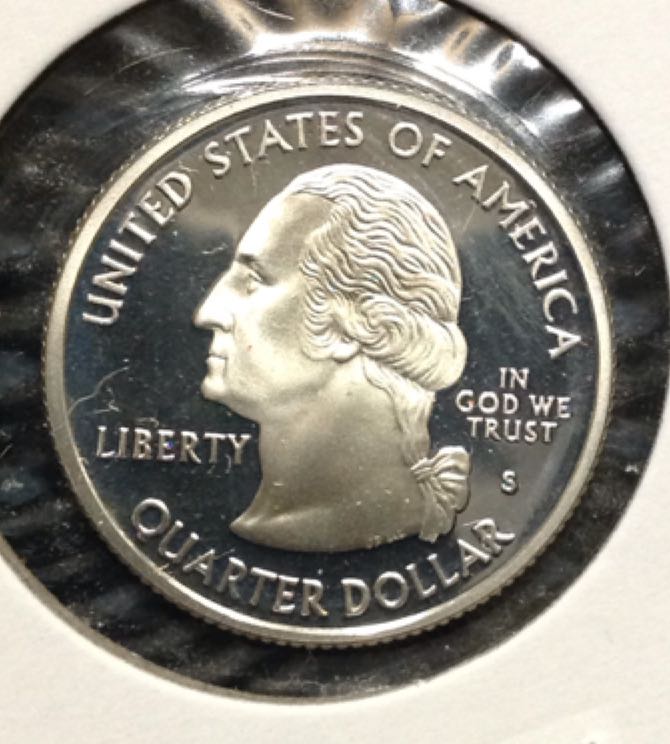 UNITED STATES OF AMERICA
LIBERTY
IN
GOD WE
TRUST
S
QUARTER DOLLAR